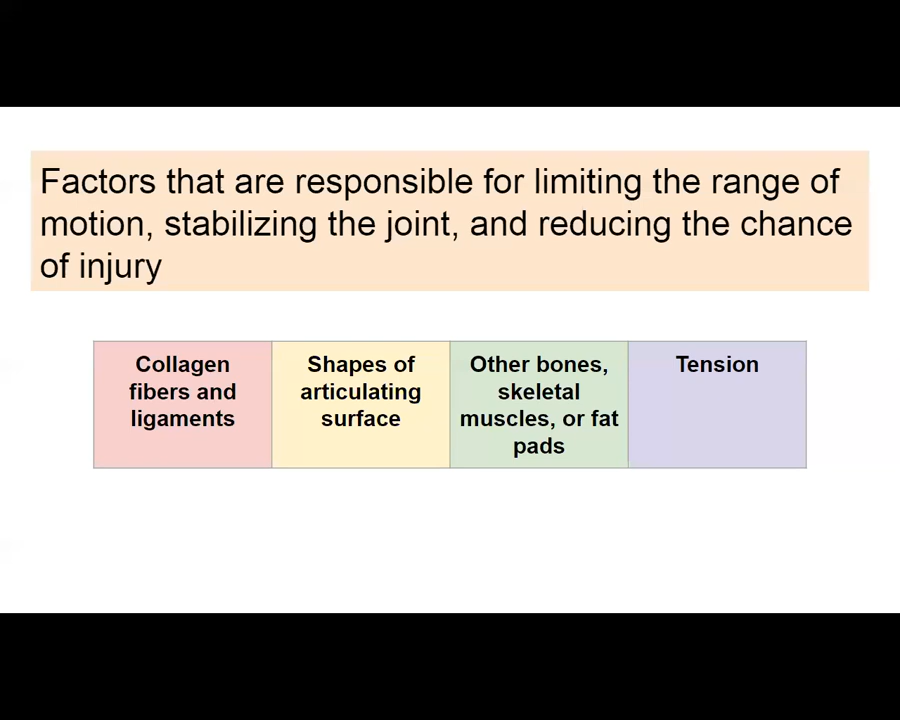 Factors that are responsible for limiting the range of
motion, stabilizing the joint, and reducing the chance
of injury
Collagen
fibers and
ligaments
Shapes of
articulating
surface
Other bones,
skeletal
muscles, or fat
pads
Tension